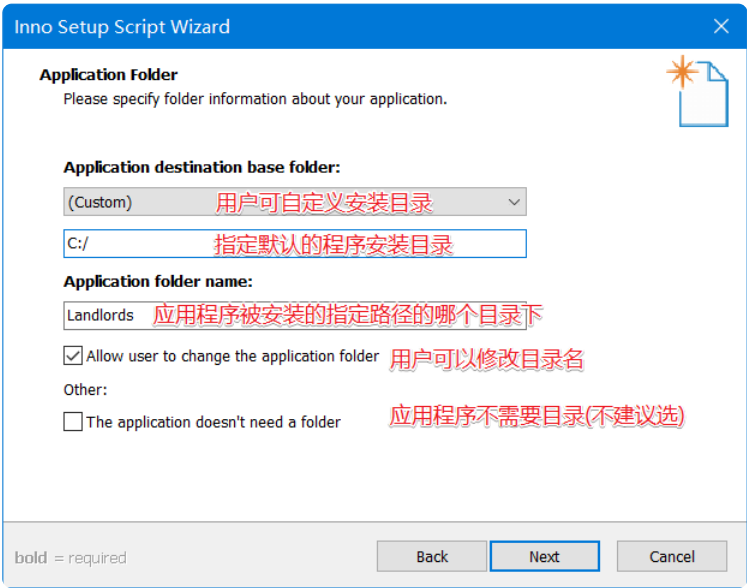 Inno Setup Script Wizard
Application Folder
Please specify folder information about your application.
Application destination base folder:
(Custom) 用户可自定义安装目录
C:/ 指定默认的程序安装目录
Application folder name:
Landlords 应用程序被安装的指定路径的哪个目录下
Allow user to change the application folder 用户可以修改目录名
Other:
The application doesn't need a folder 应用程序不需要目录(不建议选)
bold = required
Back Next Cancel